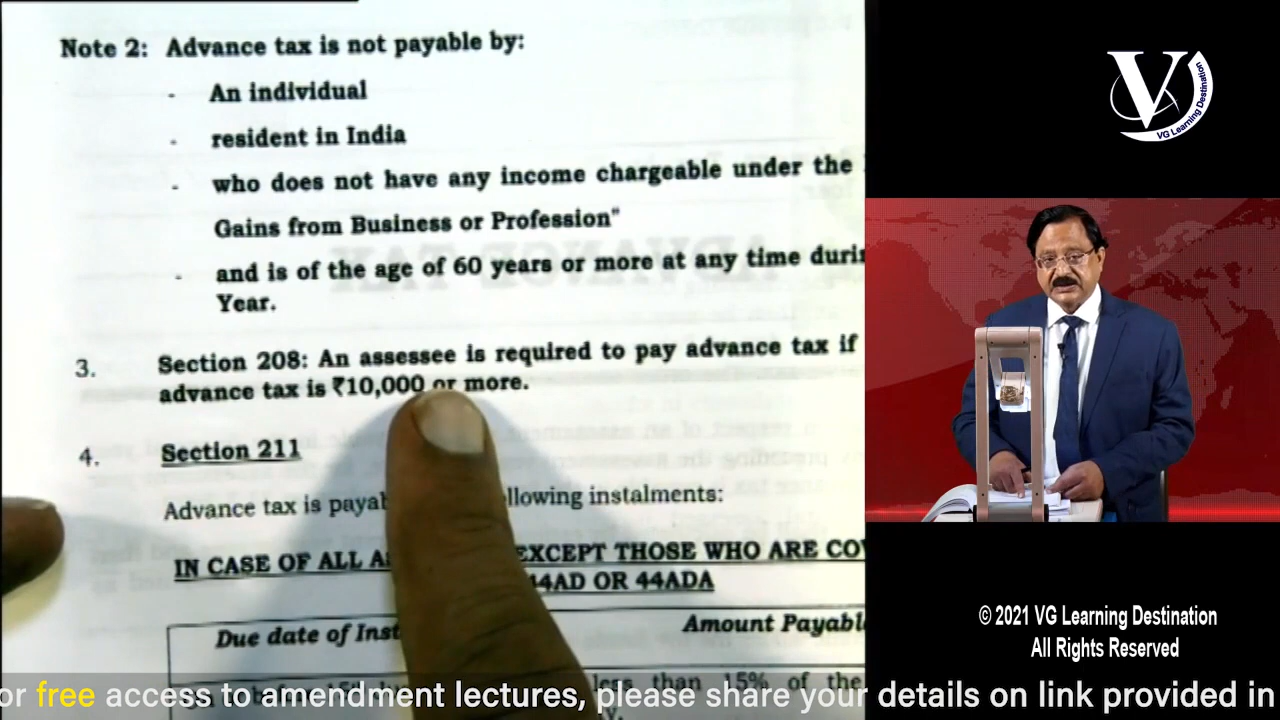 Note 2: Advance tax is not payable by:
- An individual
- resident in India
- who does not have any income chargeable under the
Gains from Business or Profession"
- and is of the age of 60 years or more at any time duri
Year.
3. Section 208: An assessee is required to pay advance tax if
advance tax is ₹10,000 or more.
4. Section 211
Advance tax is payab llowing instalments:
IN CASE OF ALL A EXCEPT THOSE WHO ARE CO
44AD OR 44ADA
Due date of Inst Amount Payabl
less than 15% of the
y.
V
VG Learning Destination
© 2021 VG Learning Destination
All Rights Reserved
or free access to amendment lectures, please share your details on link provided in